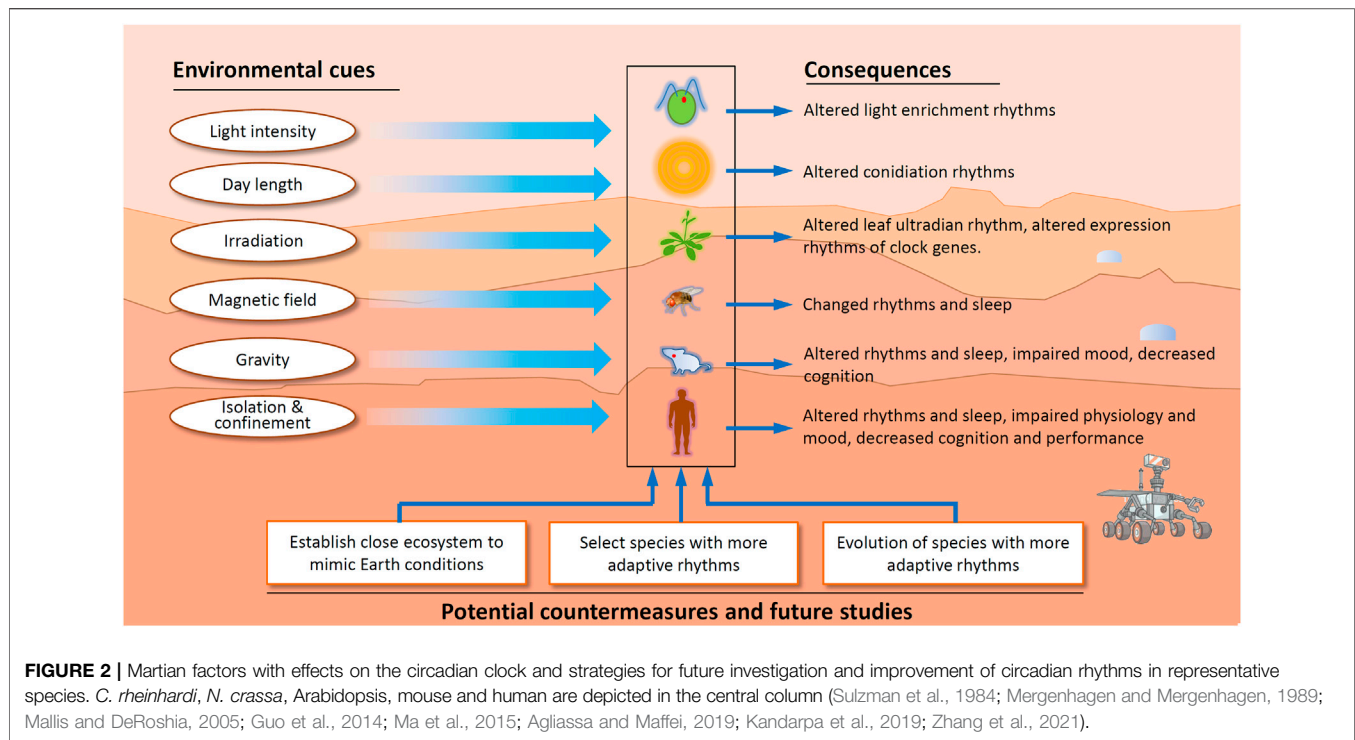 Environmental cues
Light intensity
Day length
Irradiation
Magnetic field
Gravity
Isolation &
confinement
Consequences
Altered light enrichment rhythms
Altered conidiation rhythms
Altered leaf ultradian rhythm, altered expression
rhythms of clock genes.
Changed rhythms and sleep
Altered rhythms and sleep, impaired mood, decreased
cognition
Altered rhythms and sleep, impaired physiology and
mood, decreased cognition and performance
Establish close ecosystem to
mimic Earth conditions
Select species with more
adaptive rhythms
Evolution of species with more
adaptive rhythms
Potential countermeasures and future studies
FIGURE 2 | Martian factors with effects on the circadian clock and strategies for future investigation and improvement of circadian rhythms in representative
species. C. rheinhardi, N. crassa, Arabidopsis, mouse and human are depicted in the central column (Sulzman et al., 1984; Mergenhagen and Mergenhagen, 1989;
Mallis and DeRoshia, 2005; Guo et al., 2014; Ma et al., 2015; Agliassa and Maffei, 2019; Kandarpa et al., 2019; Zhang et al., 2021).